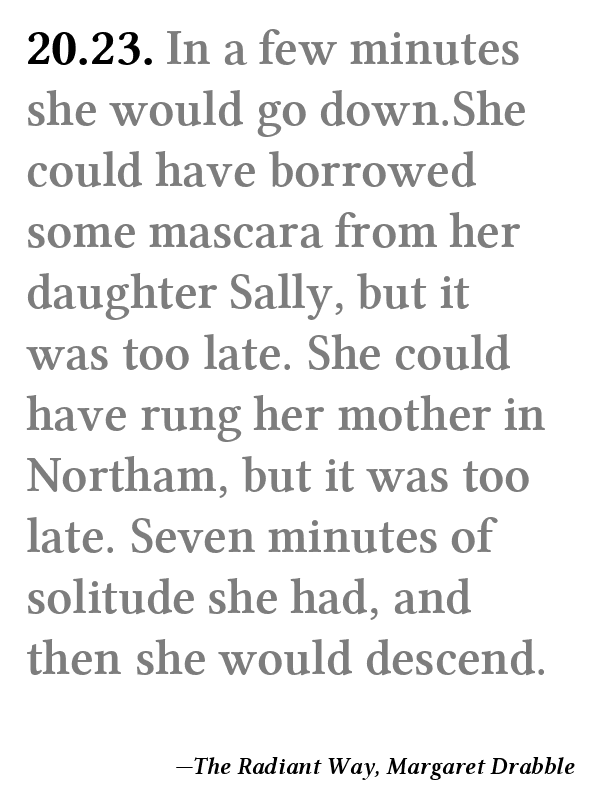 20.23. In a few minutes
she would go down.She
could have borrowed
some mascara from her
daughter Sally, but it
was too late. She could
have rung her mother in
Northam, but it was too
late. Seven minutes of
solitude she had, and
then she would descend.
—The Radiant Way, Margaret Drabble